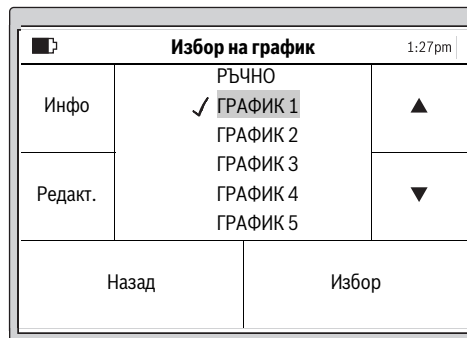 Избор на график
1:27pm
РЪЧНО
Инфо
ГРАФИК 1
ГРАФИК 2
ГРАФИК 3
Редакт.
ГРАФИК 4
ГРАФИК 5
Назад
Избор